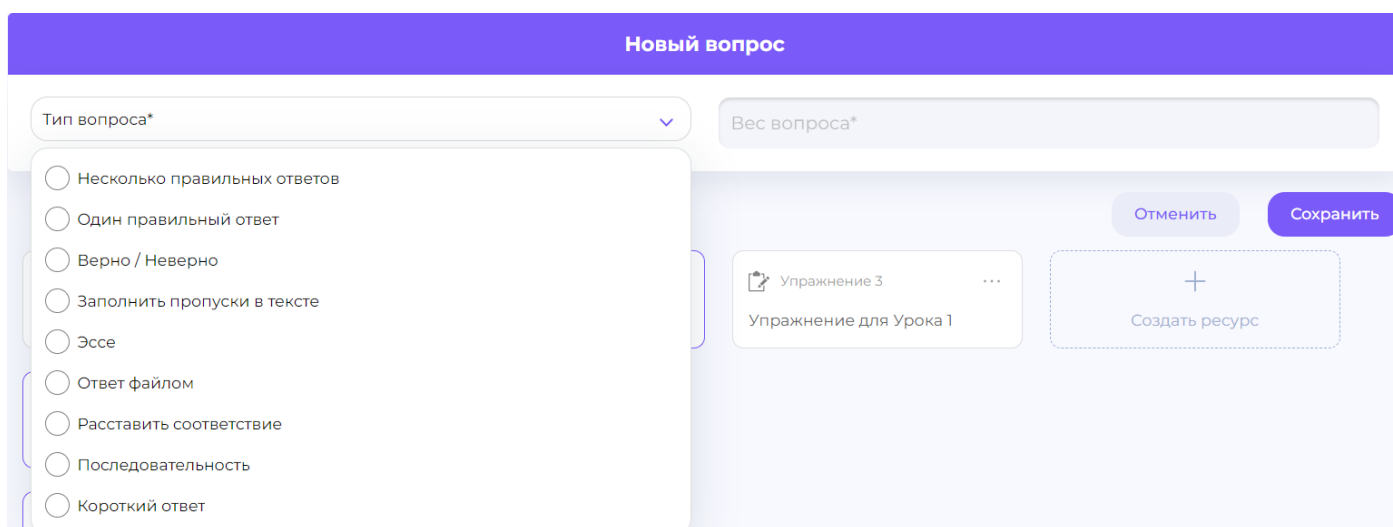 Новый вопрос
Тип вопроса*
Вес вопроса*
Несколько правильных ответов
Один правильный ответ
Верно / Неверно
Заполнить пропуски в тексте
Эссе
Ответ файлом
Расставить соответствие
Последовательность
Короткий ответ
Отменить
Сохранить
Упражнение 3
Упражнение для Урока 1
Создать ресурс